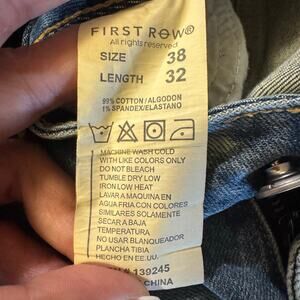 FIRST ROW®
All rights reserved
SIZE 38
LENGTH 32
99% COTTON / ALGODON
1% SPANDEX / ELASTANO
MACHINE WASH COLD
WITH LIKE COLORS ONLY
DO NOT BLEACH
TUMBLE DRY LOW
IRON LOW HEAT
LAVAR A MAQUINA EN
AGUA FRIA CON COLORES
SIMILARES SOLAMENTE
SECAR A BAJA
TEMPERATURA
NO USAR BLANQUEADOR
PLANCHA TIBIA
HECHO EN EE.UU.
# 139245
CHINA